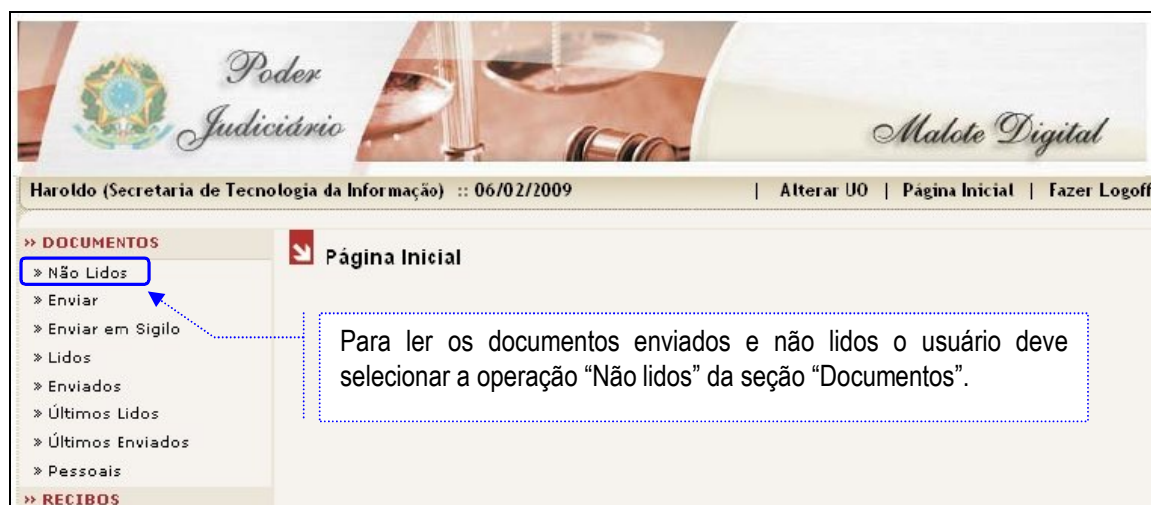 Poder
Judiciário
Malote Digital
Haroldo (Secretaria de Tecnologia da Informação) :: 06/02/2009 | Alterar UO | Página Inicial | Fazer Logoff
» DOCUMENTOS
Página Inicial
» Não Lidos
» Enviar
» Enviar em Sigilo
» Lidos
» Enviados
» Últimos Lidos
» Últimos Enviados
» Pessoais
» RECIBOS
Para ler os documentos enviados e não lidos o usuário deve
selecionar a operação “Não lidos” da seção “Documentos”.